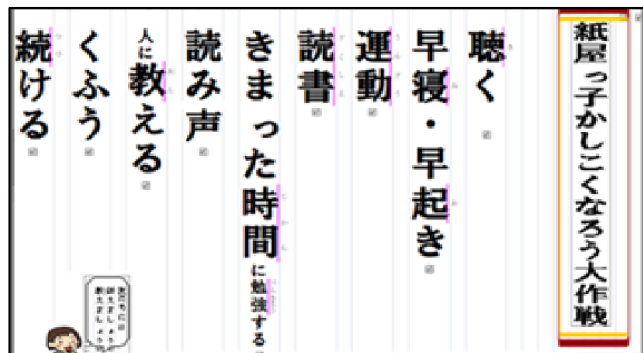 紙屋っ子かしこくなろう大作戦
聴く
早寝・早起き
運動
読書
きまった時間に勉強する
読み声
人に教える
くふう
続ける